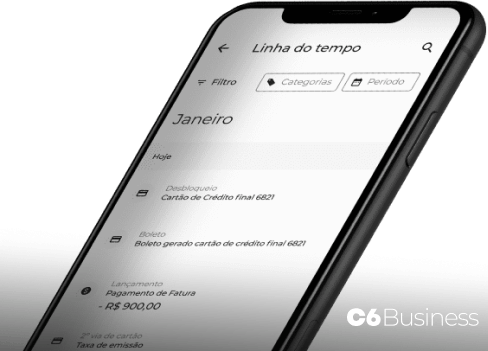 Linha do tempo
Filtro
Categorias
Período
Janeiro
Hoje
Desbloqueio
Cartão de Crédito final 6821
Boleto
Boleto gerado cartão de crédito final 6821
Lançamento
Pagamento de Fatura
- R$ 900,00
2ª via de cartão
Taxa de emissão
C6 Business